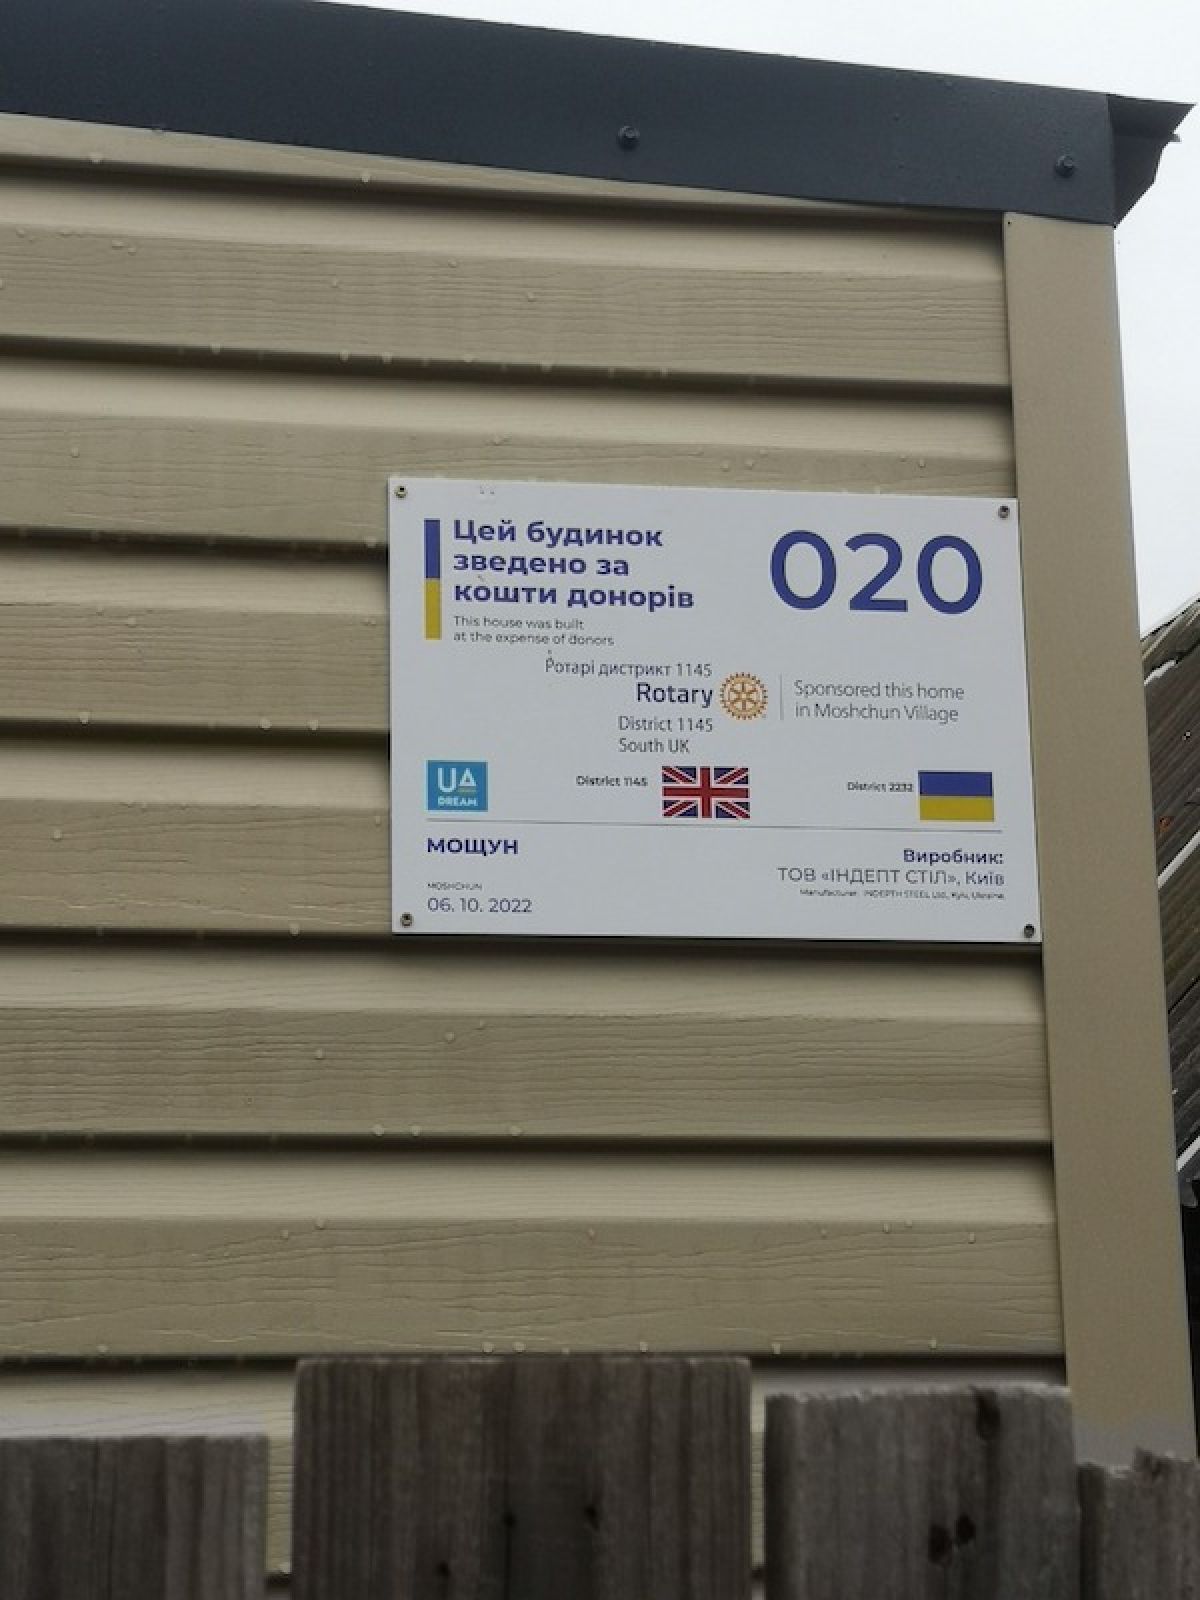 Цей будинок
зведено за
кошти донорів
This house was built
at the expense of donors
020
Ротарі дистрикт 1145
Rotary
District 1145
South UK
Sponsored this home
in Moshchun Village
UA
DREAM
District 1145
District 2232
МОЩУН
MOSHCHUN
06. 10. 2022
Виробник:
ТОВ «ІНДЕПТ СТІЛ», Київ
Manufacturer: INDEPTH STEEL Ltd., Kyiv, Ukraine